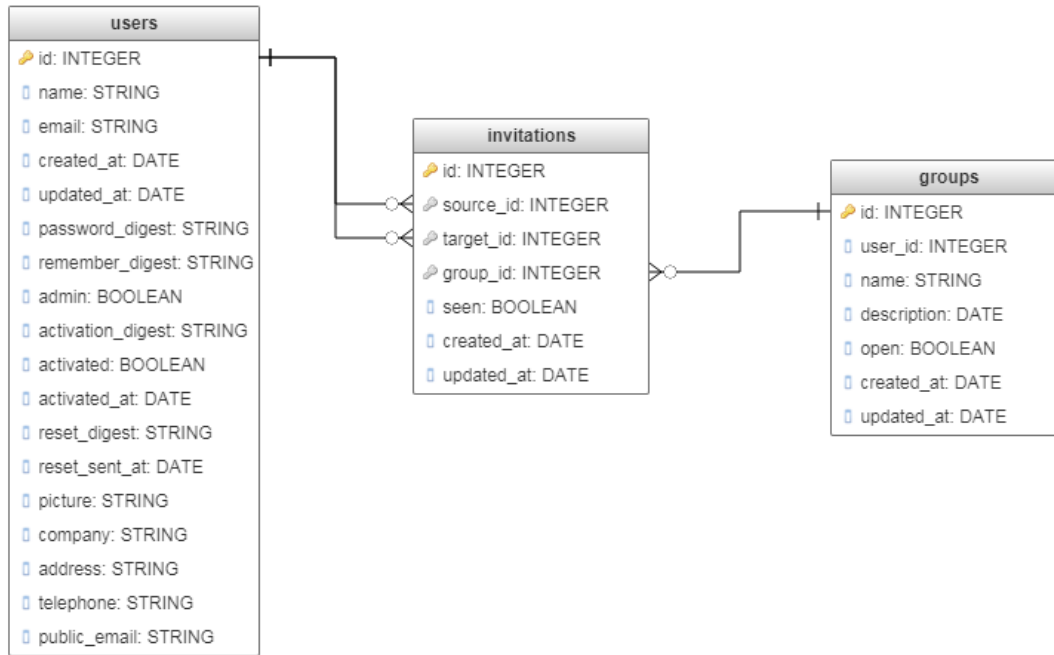 users
id: INTEGER
name: STRING
email: STRING
created_at: DATE
updated_at: DATE
password_digest: STRING
remember_digest: STRING
admin: BOOLEAN
activation_digest: STRING
activated: BOOLEAN
activated_at: DATE
reset_digest: STRING
reset_sent_at: DATE
picture: STRING
company: STRING
address: STRING
telephone: STRING
public_email: STRING
invitations
id: INTEGER
source_id: INTEGER
target_id: INTEGER
group_id: INTEGER
seen: BOOLEAN
created_at: DATE
updated_at: DATE
groups
id: INTEGER
user_id: INTEGER
name: STRING
description: DATE
open: BOOLEAN
created_at: DATE
updated_at: DATE